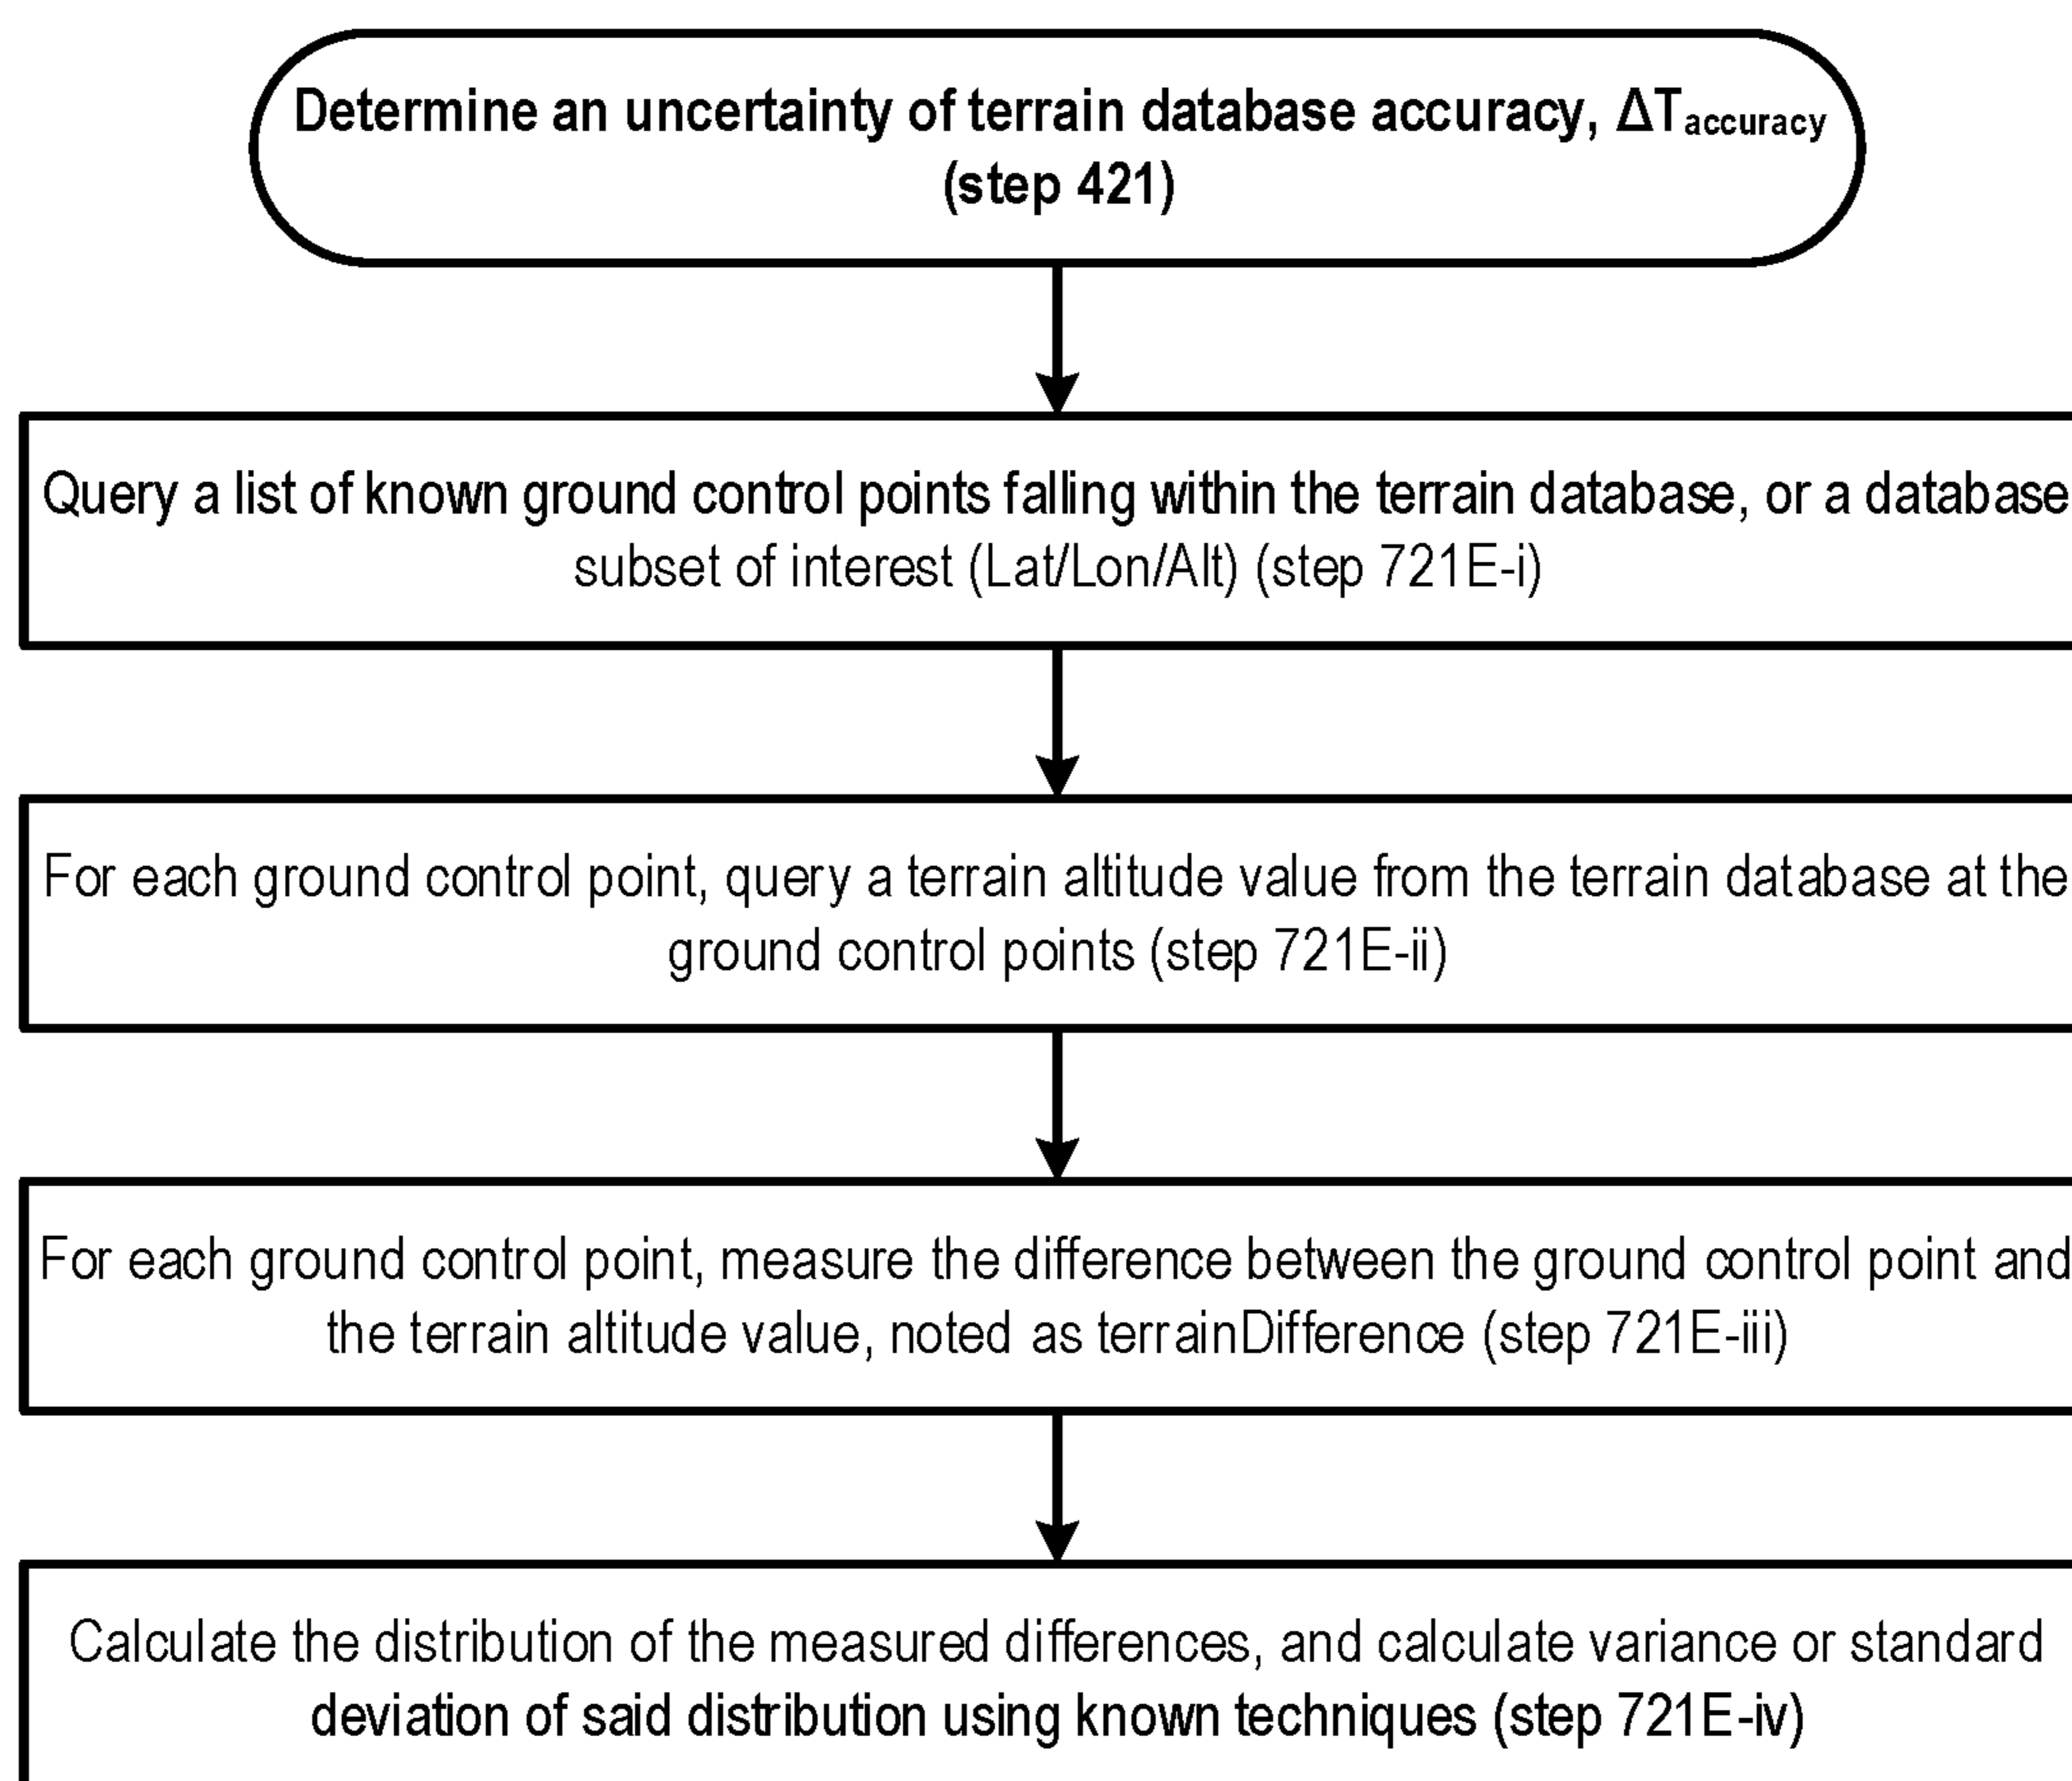 Determine an uncertainty of terrain database accuracy, ΔTaccuracy
(step 421)
Query a list of known ground control points falling within the terrain database, or a database
subset of interest (Lat/Lon/Alt) (step 721E-i)
For each ground control point, query a terrain altitude value from the terrain database at the
ground control points (step 721E-ii)
For each ground control point, measure the difference between the ground control point and
the terrain altitude value, noted as terrainDifference (step 721E-iii)
Calculate the distribution of the measured differences, and calculate variance or standard
deviation of said distribution using known techniques (step 721E-iv)